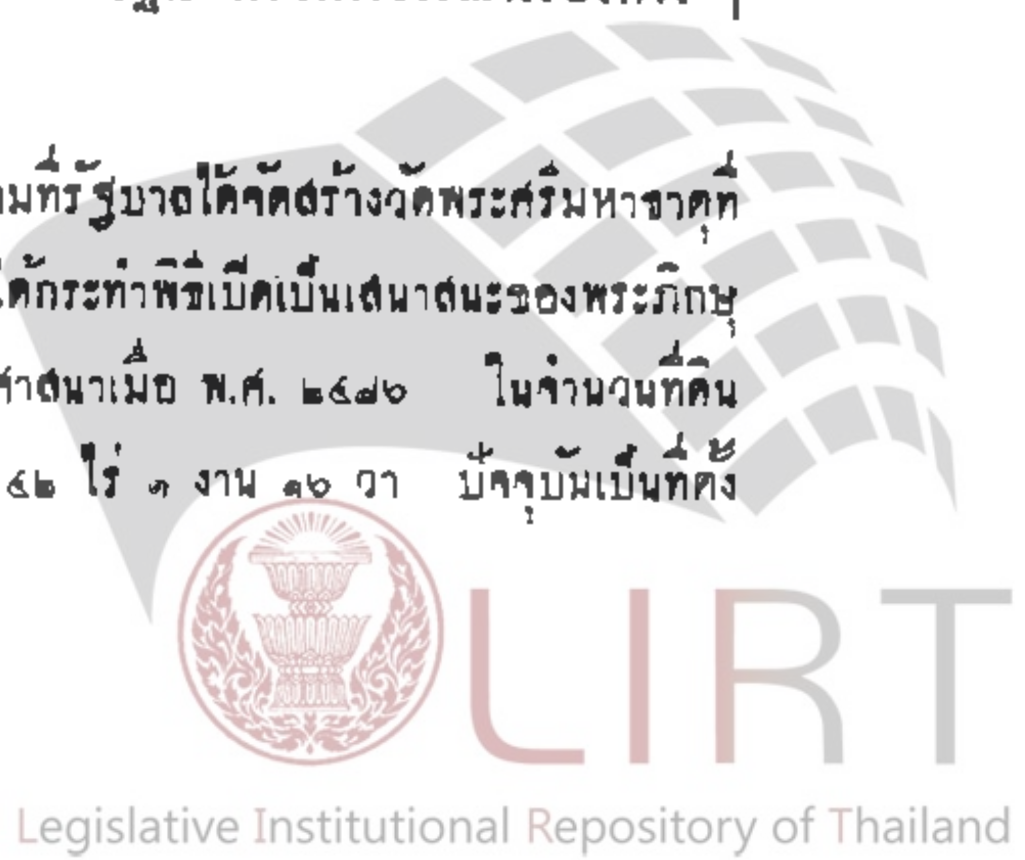 ามที่รัฐบาลได้จัดสร้างวัดพระศรีมหาธาตุที่
ได้กระทำพิธีเปิดเป็นเสนาสนะของพระภิกษุ
ศาสนาเมื่อ พ.ศ. ๒๔๘๖ ในจำนวนที่ดิน
๔๒ ไร่ ๑ งาน ๑๖ วา ปัจจุบันเป็นที่ตั้ง
LIRT
Legislative Institutional Repository of Thailand